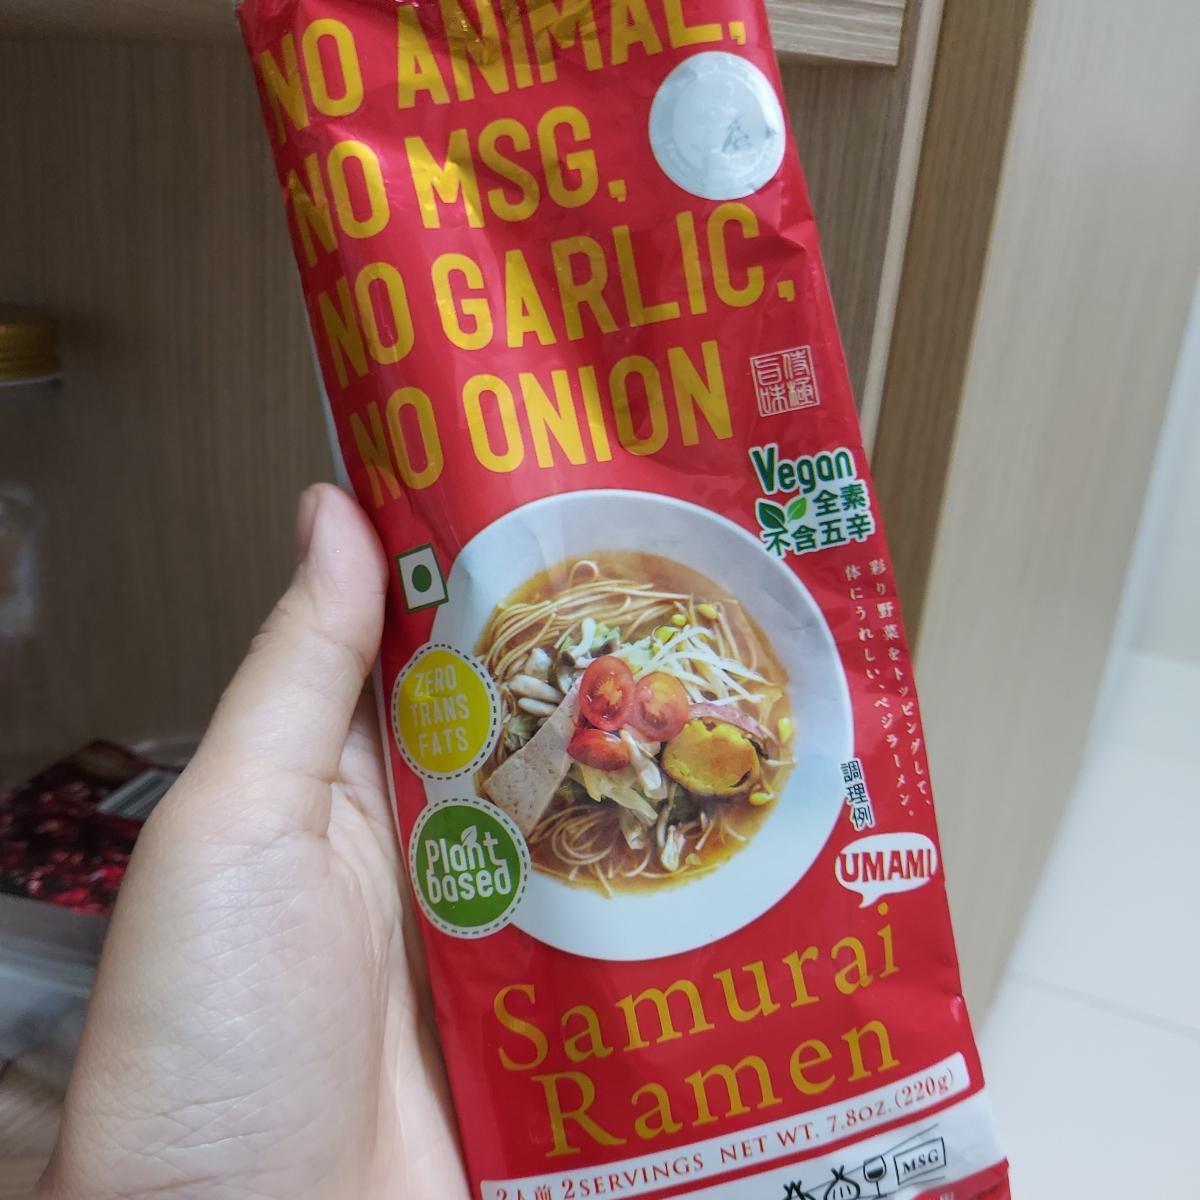 NO ANIMAL,
NO MSG,
NO GARLIC,
NO ONION
侍極
旨味
Vegan
全素
不含五辛
彩り野菜をトッピングして、
体にうれしい、ベジラーメン。
調理例
ZERO
TRANS
FATS
Plant
based
UMAMI
Samurai
Ramen
2人前 2SERVINGS NET WT. 7.8OZ. (220g)
MSG